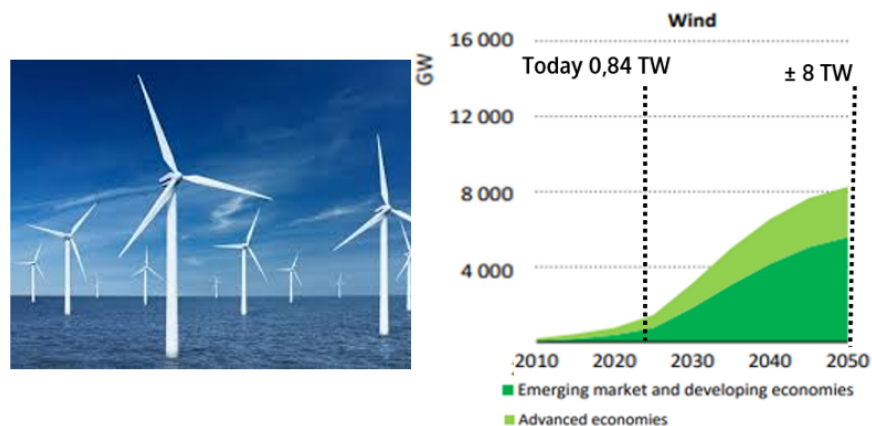 Wind
GW
16 000
Today 0,84 TW
± 8 TW
12 000
8 000
4 000
2010 2020 2030 2040 2050
Emerging market and developing economies
Advanced economies